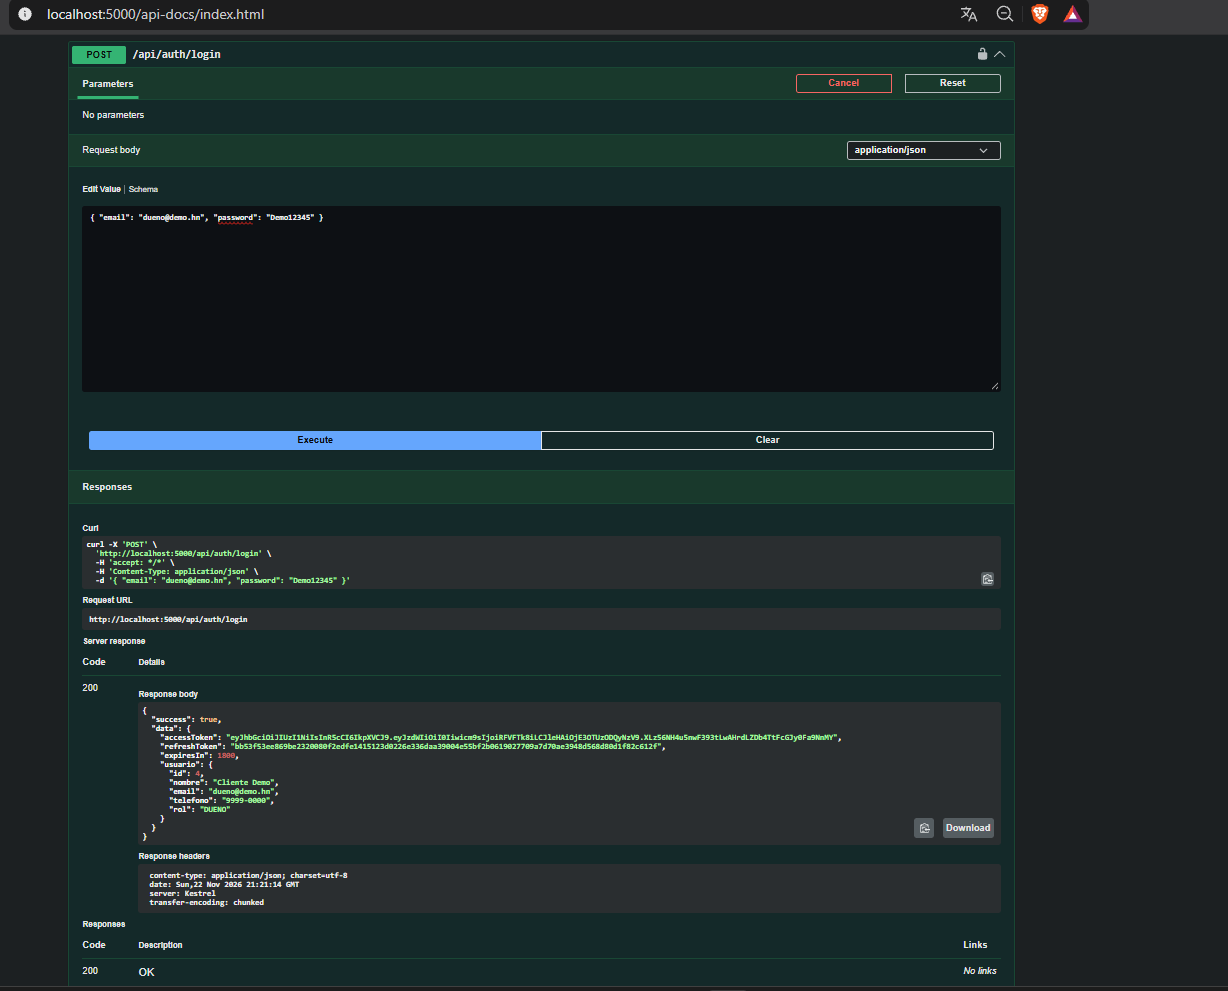 localhost:5000/api-docs/index.html
POST /api/auth/login
Parameters
Cancel
Reset
No parameters
Request body
application/json
Edit Value | Schema
{ "email": "dueno@demo.hn", "password": "Demo12345" }
Execute
Clear
Responses
Curl
curl -X 'POST' \
'http://localhost:5000/api/auth/login' \
-H 'accept: */*' \
-H 'Content-Type: application/json' \
-d '{ "email": "dueno@demo.hn", "password": "Demo12345" }'
Request URL
http://localhost:5000/api/auth/login
Server response
Code Details
200
Response body
{
"success": true,
"data": {
"accessToken":
"refreshToken":
"expiresIn": 1800,
"usuario": {
"id": 4,
"nombre": "Cliente Demo",
"email": "dueno@demo.hn",
"telefono": "9999-0000",
"rol": "DUENO"
}
}
}
Download
Response headers
content-type: application/json; charset=utf-8
date: Sun,22 Nov 2026 21:21:14 GMT
server: Kestrel
transfer-encoding: chunked
Responses
Code Description Links
200 OK No links